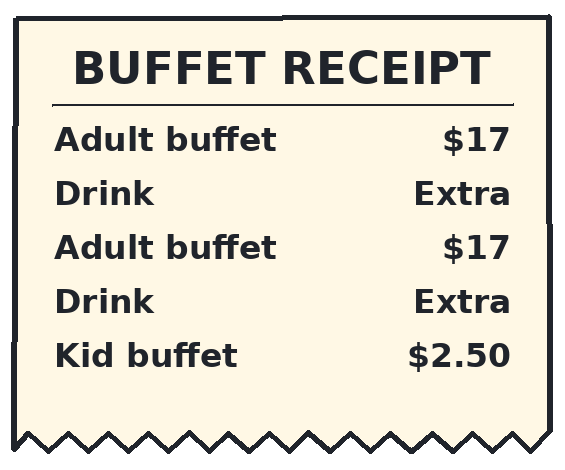 BUFFET RECEIPT
Adult buffet $17
Drink Extra
Adult buffet $17
Drink Extra
Kid buffet $2.50